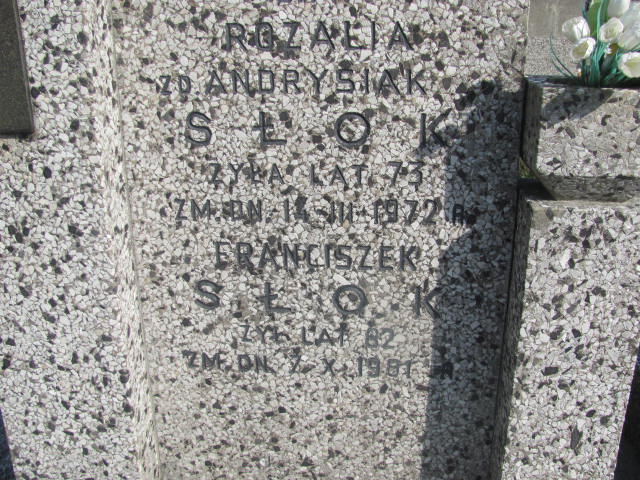 ROZALIA
ZD. ANDRYSIAK
SŁOK
ŻYŁA LAT 73
ZM. DN. 14 III 1972 R.
FRANCISZEK
SŁOK
ŻYŁ LAT 82
ZM. DN. 7. X. 1981 R